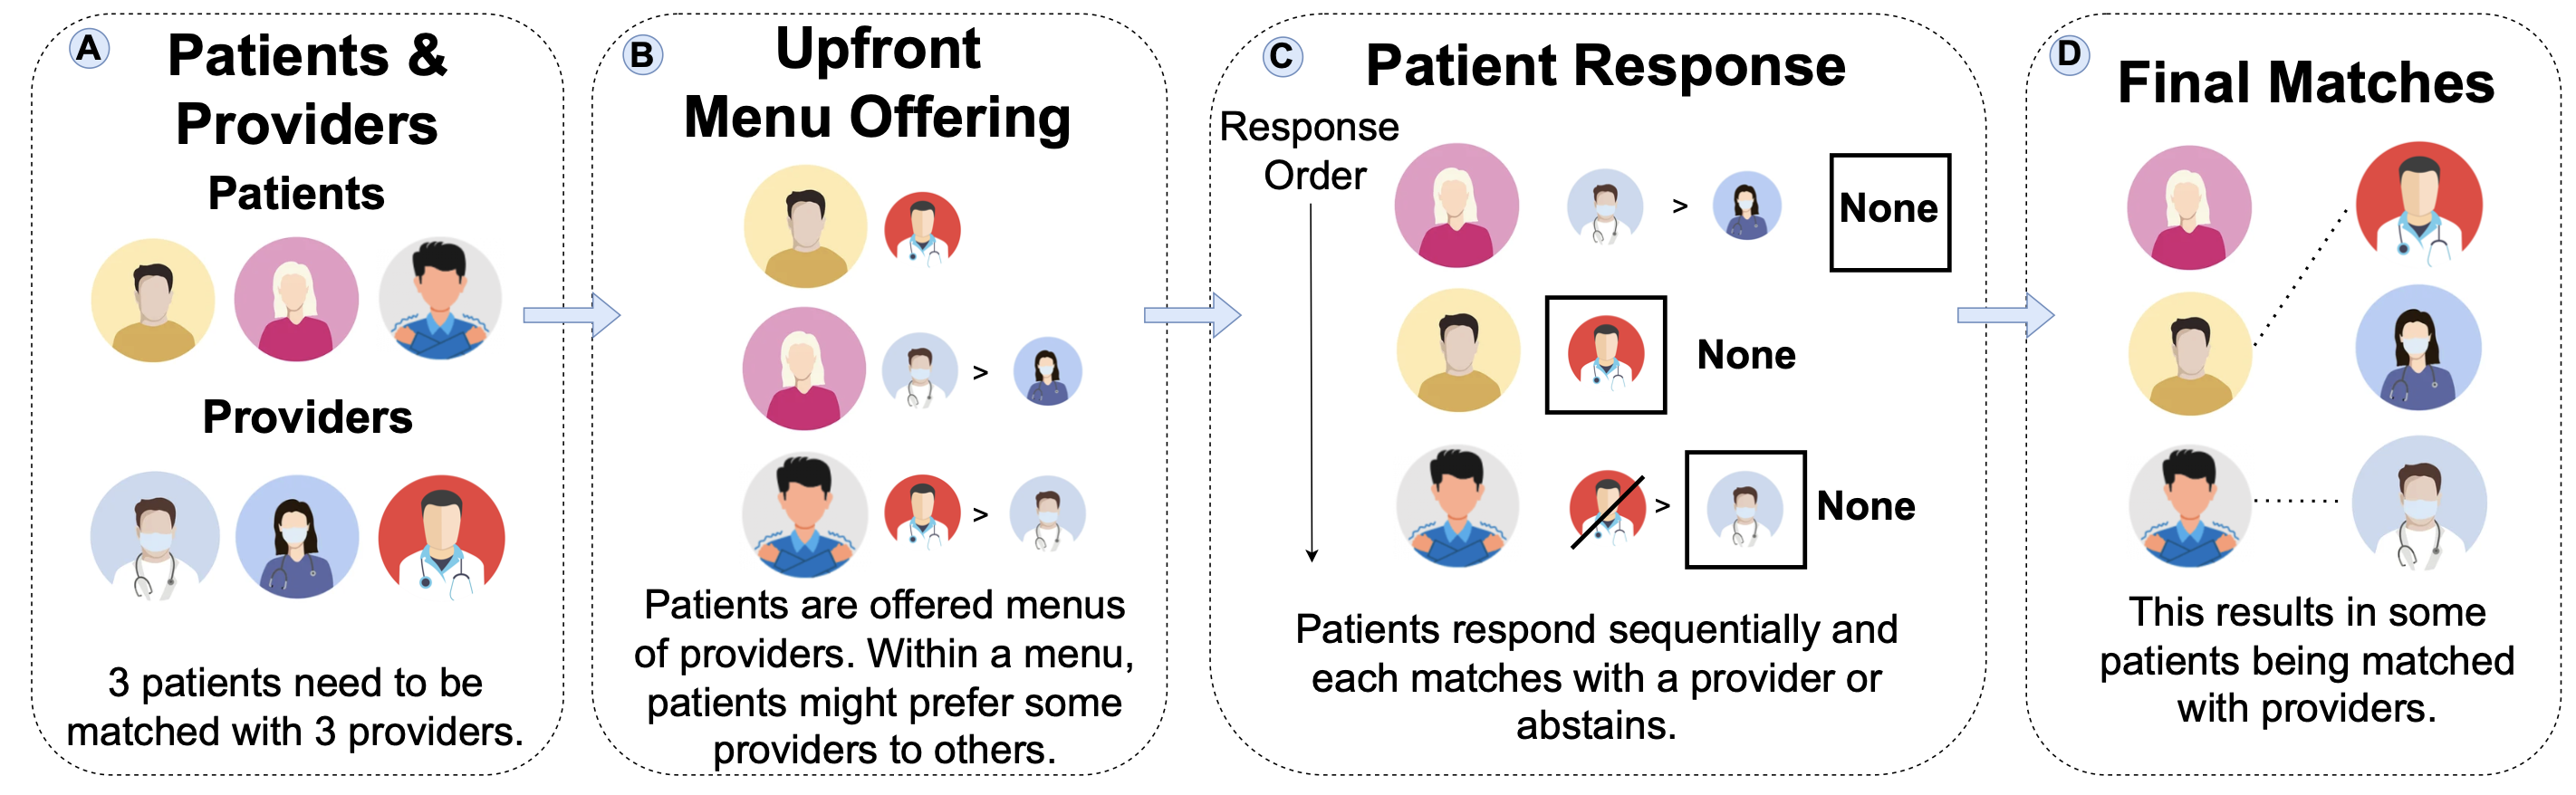 A
Patients &
Providers
Patients
Providers
3 patients need to be
matched with 3 providers.
B
Upfront
Menu Offering
>
>
Patients are offered menus
of providers. Within a menu,
patients might prefer some
providers to others.
C
Patient Response
Response
Order
> None
None
> None
Patients respond sequentially and
each matches with a provider or
abstains.
D
Final Matches
This results in some
patients being matched
with providers.